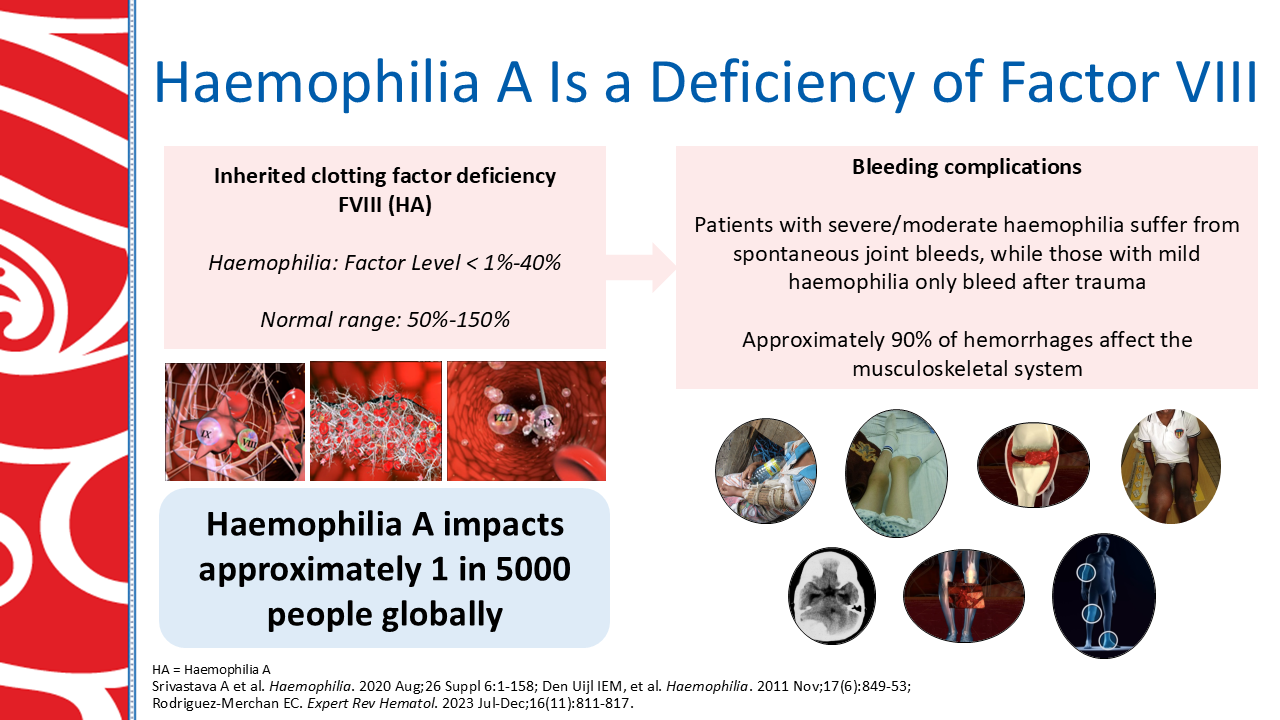 Haemophilia A Is a Deficiency of Factor VIII
Inherited clotting factor deficiency
FVIII (HA)
Haemophilia: Factor Level < 1%-40%
Normal range: 50%-150%
Bleeding complications
Patients with severe/moderate haemophilia suffer from
spontaneous joint bleeds, while those with mild
haemophilia only bleed after trauma
Approximately 90% of hemorrhages affect the
musculoskeletal system
IX
VIII
VIII
IX
Haemophilia A impacts
approximately 1 in 5000
people globally
HA = Haemophilia A
Srivastava A et al. Haemophilia. 2020 Aug;26 Suppl 6:1-158; Den Uijl IEM, et al. Haemophilia. 2011 Nov;17(6):849-53;
Rodriguez-Merchan EC. Expert Rev Hematol. 2023 Jul-Dec;16(11):811-817.